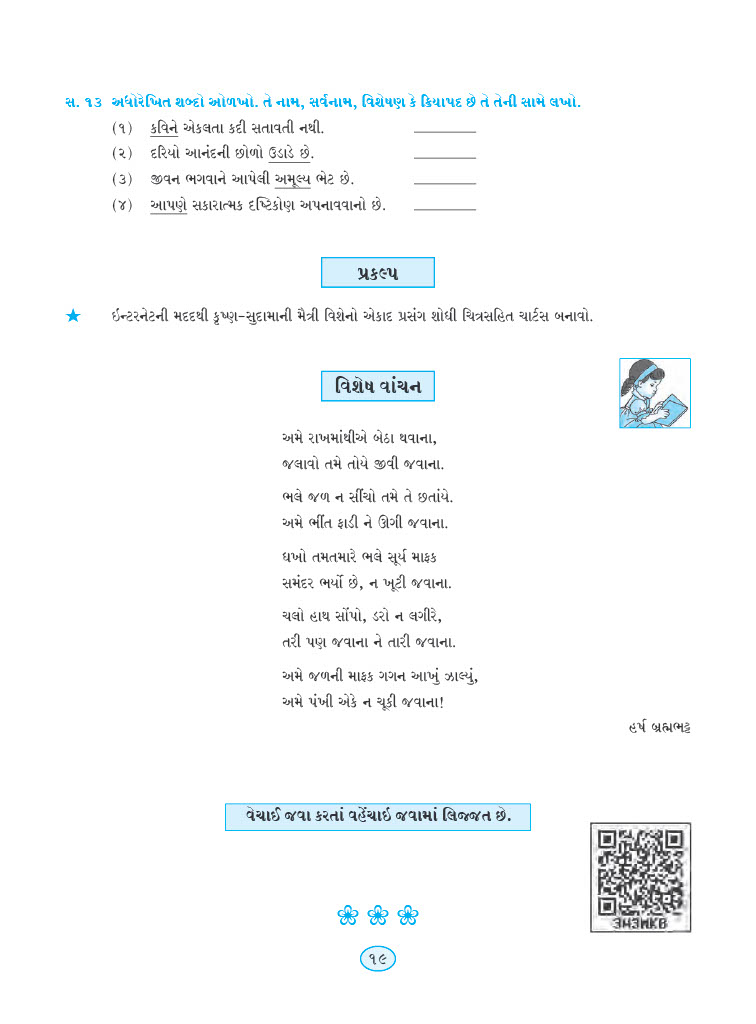 સ. ૧૩ અધોરેખિત શબ્દો ઓળખો. તે નામ, સર્વનામ, વિશેષણ કે ક્રિયાપદ છે તે તેની સામે લખો.
(૧) કવિને એકલતા કદી સતાવતી નથી. ________
(૨) દરિયો આનંદની છોળો ઉડાડે છે. ________
(૩) જીવન ભગવાને આપેલી અમૂલ્ય ભેટ છે. ________
(૪) આપણે સકારાત્મક દષ્ટિકોણ અપનાવવાનો છે. ________
પ્રકલ્પ
★ ઇન્ટરનેટની મદદથી કૃષ્ણ-સુદામાની મૈત્રી વિશેનો એકાદ પ્રસંગ શોધી ચિત્રસહિત ચાર્ટસ બનાવો.
વિશેષ વાંચન
અમે રાખમાંથીએ બેઠા થવાના,
જલાવો તમે તોયે જીવી જવાના.
ભલે જળ ન સીંચો તમે તે છતાંયે.
અમે ભીંત ફાડી ને ઊગી જવાના.
ધખો તમતમારે ભલે સૂર્ય માફક
સમંદર ભર્યો છે, ન ખૂટી જવાના.
ચલો હાથ સોંપો, ડરો ન લગીરે,
તરી પણ જવાના ને તારી જવાના.
અમે જળની માફક ગગન આખું ઝાલ્યું,
અમે પંખી એકે ન ચૂકી જવાના!
હર્ષ બ્રહ્મભટ્ટ
વેચાઈ જવા કરતાં વહેંચાઇ જવામાં લિજ્જત છે.
3H3WKB
૧૯